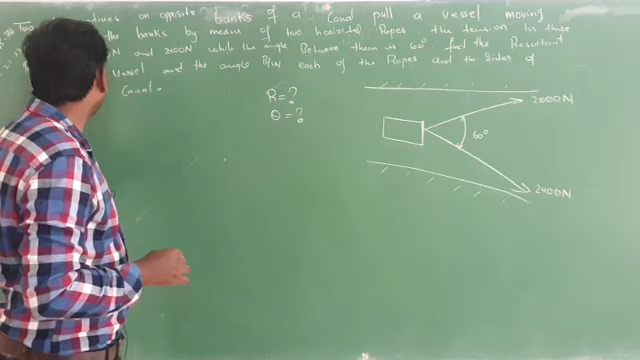 Two on opposite banks of a Canal pull a vessel moving
the banks by means of two horizontal Ropes. The tension in these
N and 2400N while the angle Between them is 60° find the Resultant
vessel and the angle B/W Each of the Ropes and the Sides of
Canal.
R = ?
θ = ?
2000N
60°
2400N